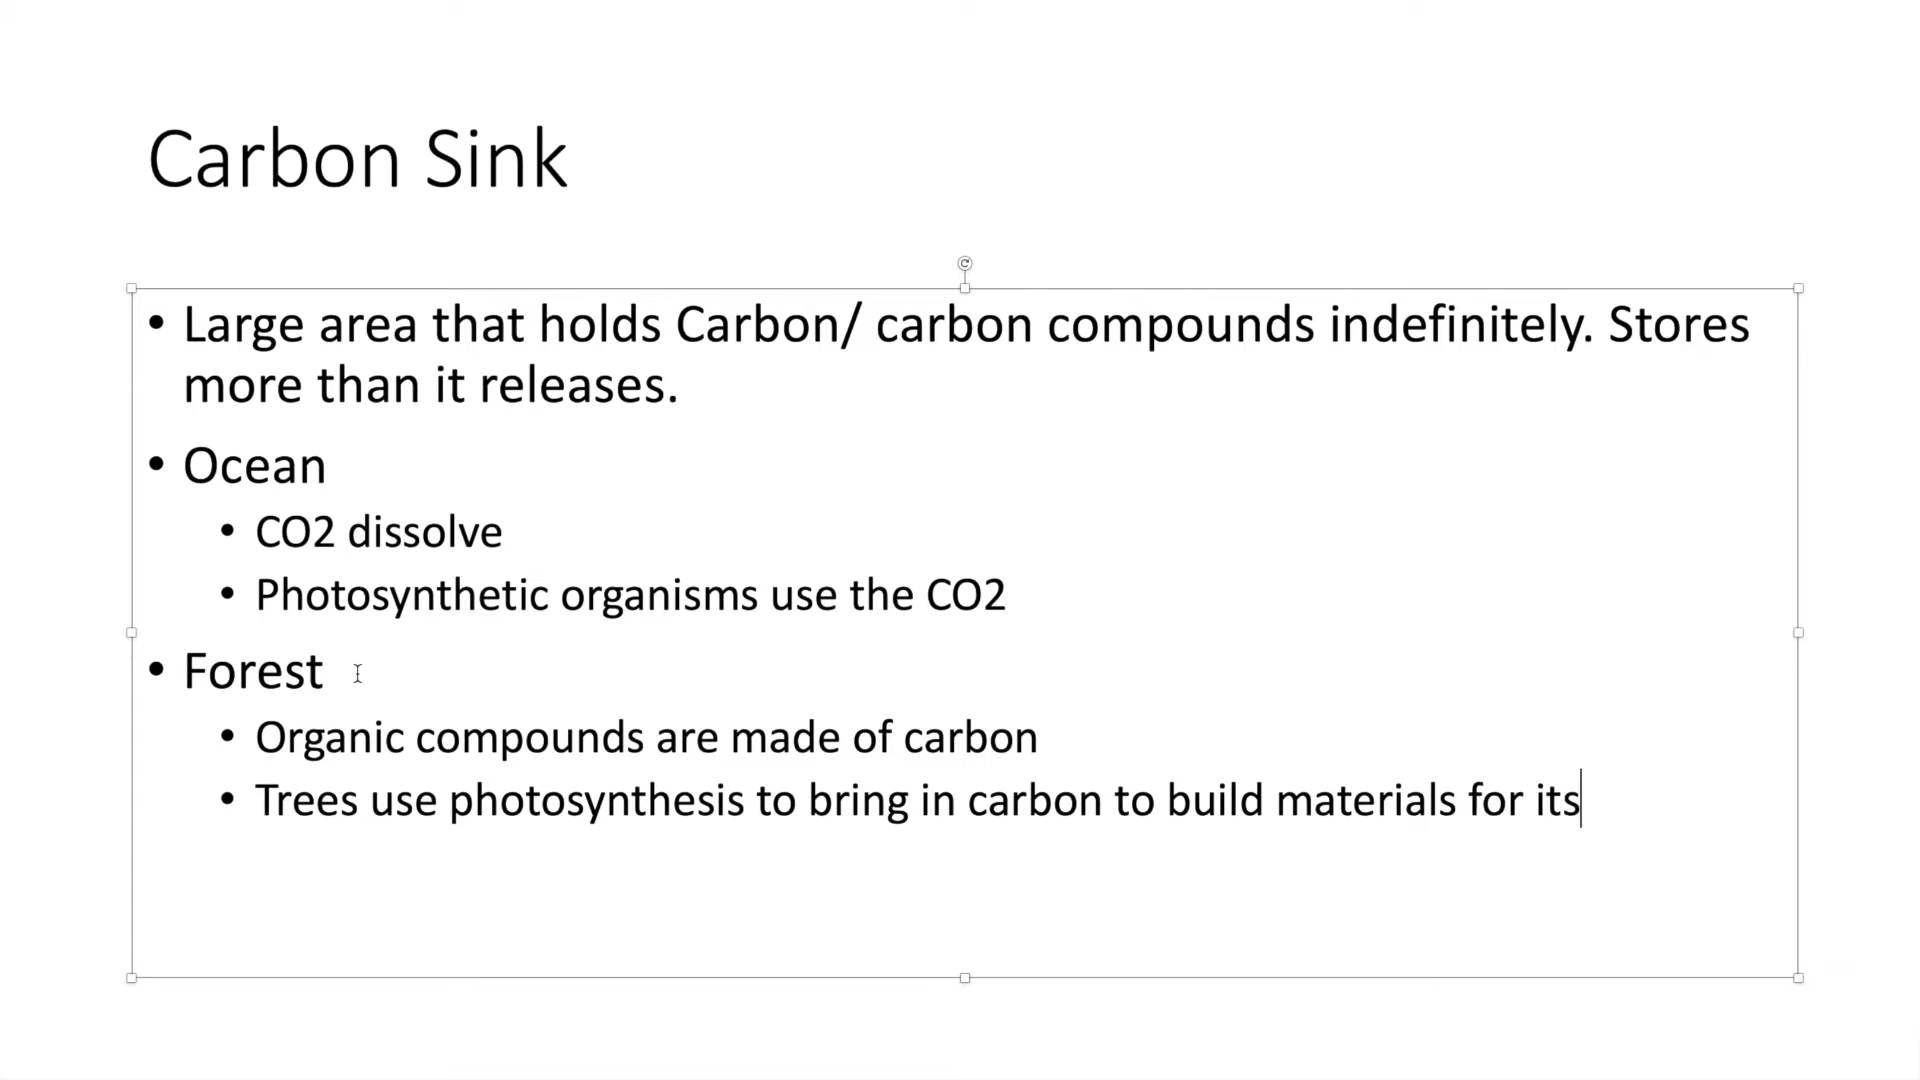 Carbon Sink
• Large area that holds Carbon/ carbon compounds indefinitely. Stores
more than it releases.
• Ocean
• CO2 dissolve
• Photosynthetic organisms use the CO2
• Forest
• Organic compounds are made of carbon
• Trees use photosynthesis to bring in carbon to build materials for its